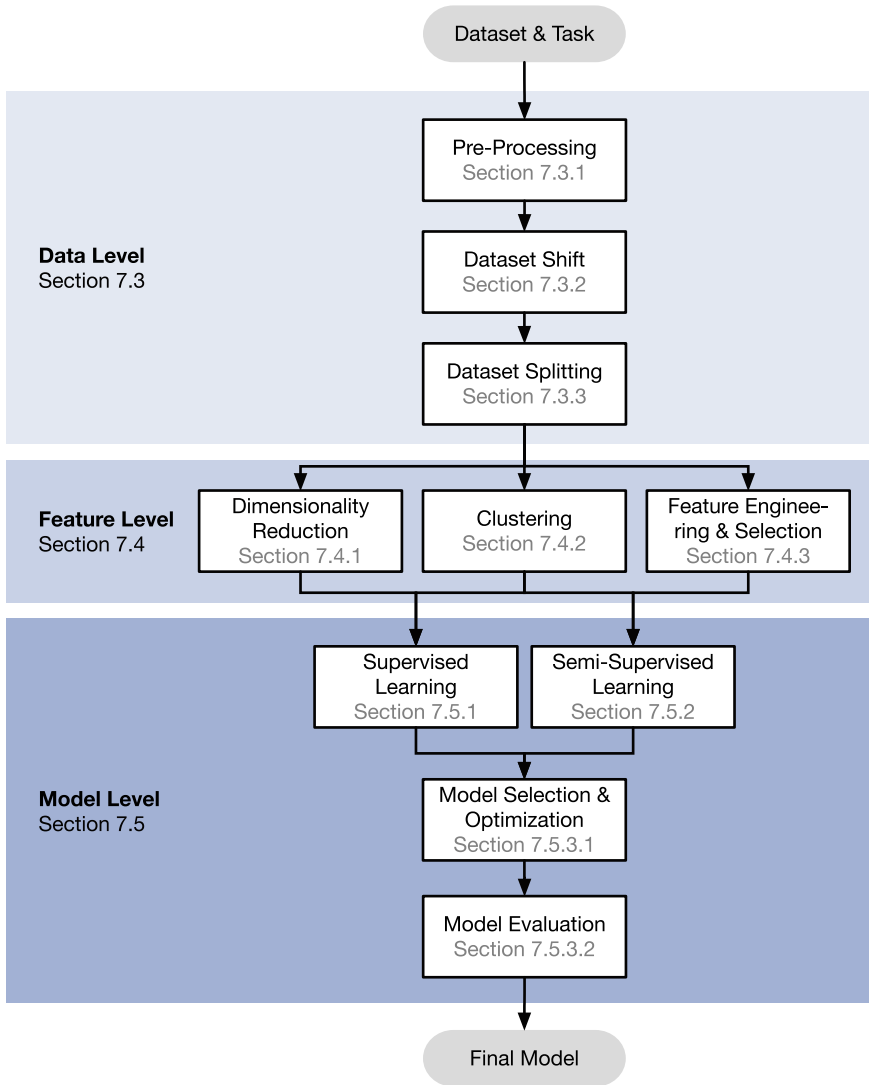 Dataset & Task
Pre-Processing
Section 7.3.1
Data Level
Section 7.3
Dataset Shift
Section 7.3.2
Dataset Splitting
Section 7.3.3
Feature Level
Section 7.4
Dimensionality
Reduction
Section 7.4.1
Clustering
Section 7.4.2
Feature Enginee-
ring & Selection
Section 7.4.3
Supervised
Learning
Section 7.5.1
Semi-Supervised
Learning
Section 7.5.2
Model Level
Section 7.5
Model Selection &
Optimization
Section 7.5.3.1
Model Evaluation
Section 7.5.3.2
Final Model